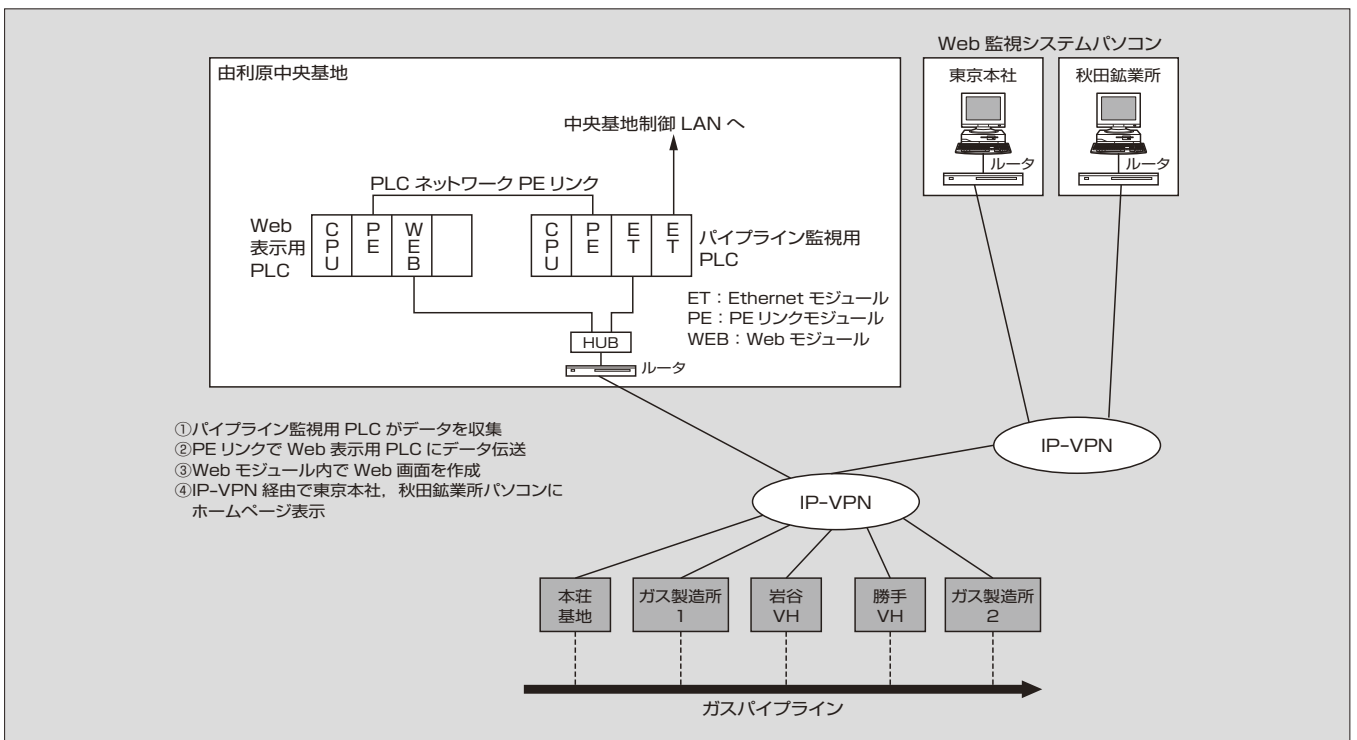 Web 監視システムパソコン
東京本社
秋田鉱業所
ルータ
ルータ
由利原中央基地
中央基地制御 LAN へ
PLC ネットワーク PE リンク
Web
表示用
PLC
CPU
PE
WEB
CPU
PE
ET
ET
パイプライン監視用
PLC
ET：Ethernet モジュール
PE：PE リンクモジュール
WEB：Web モジュール
HUB
ルータ
①パイプライン監視用 PLC がデータを収集
②PE リンクで Web 表示用 PLC にデータ伝送
③Web モジュール内で Web 画面を作成
④IP-VPN 経由で東京本社，秋田鉱業所パソコンに
ホームページ表示
IP-VPN
IP-VPN
本荘
基地
ガス製造所
1
岩谷
VH
勝手
VH
ガス製造所
2
ガスパイプライン